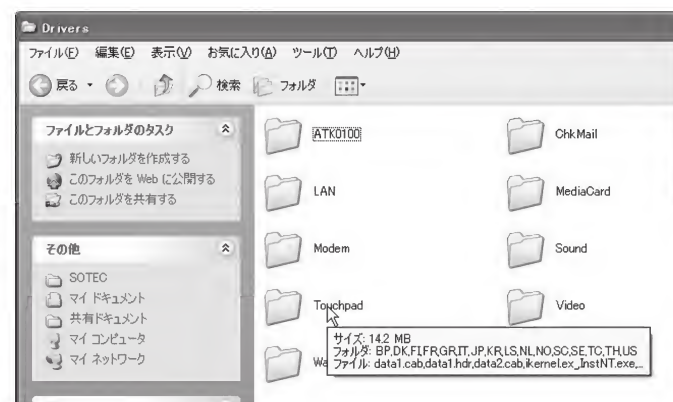 Drivers
ファイル(F) 編集(E) 表示(V) お気に入り(A) ツール(T) ヘルプ(H)
戻る 検索 フォルダ
ファイルとフォルダのタスク
新しいフォルダを作成する
このフォルダを Web に公開する
このフォルダを共有する
その他
SOTEC
マイ ドキュメント
共有ドキュメント
マイ コンピュータ
マイ ネットワーク
ATK0100
ChkMail
LAN
MediaCard
Modem
Sound
Touchpad
Video
サイズ: 14.2 MB
フォルダ: BP,DK,FI,FR,GR,IT,JP,KR,LS,NL,NO,SC,SE,TC,TH,US
ファイル: data1.cab,data1.hdr,data2.cab,ikernel.ex_,InstNT.exe,...